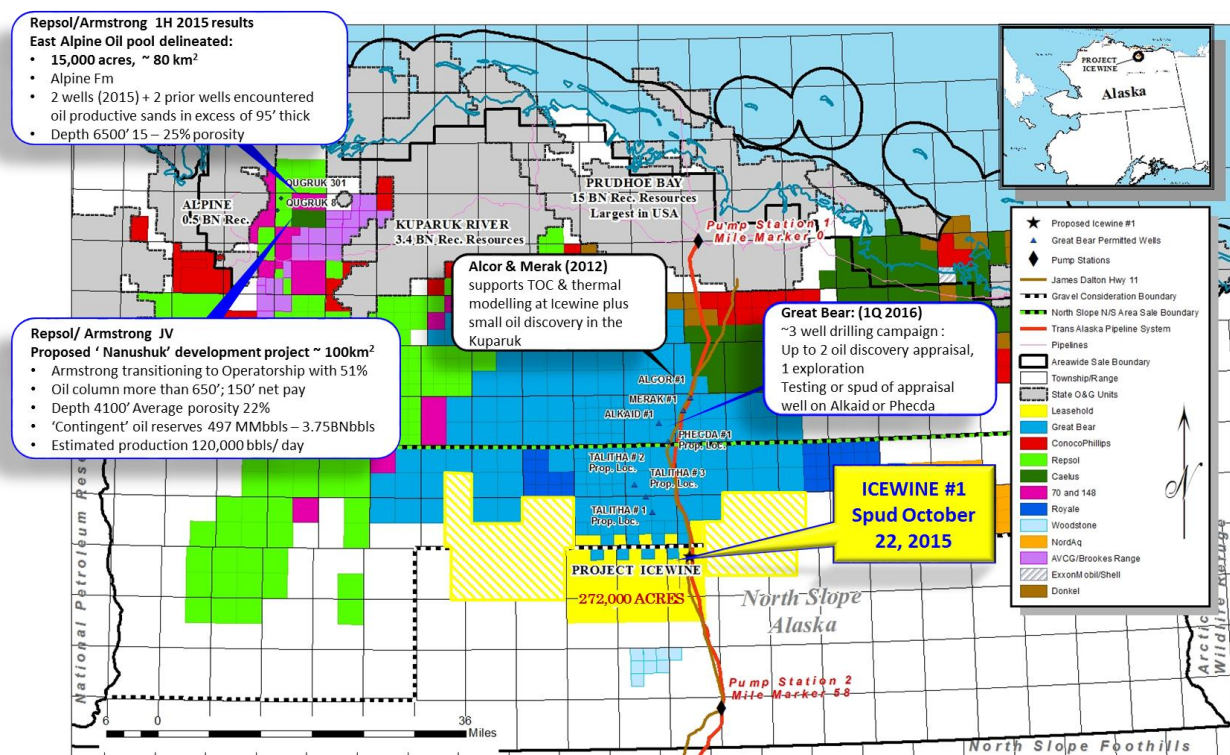 Repsol/Armstrong 1H 2015 results
East Alpine Oil pool delineated:
• 15,000 acres, ~ 80 km²
• Alpine Fm
• 2 wells (2015) + 2 prior wells encountered
oil productive sands in excess of 95' thick
• Depth 6500' 15 – 25% porosity
PROJECT
ICEWINE
Alaska
QUGRUK 301
QUGRUK 8
ALPINE
0.5 BN Rec.
KUPARUK RIVER
3.4 BN Rec. Resources
PRUDHOE BAY
15 BN Rec. Resources
Largest in USA
Pump Station 1
Mile Marker 0
Alcor & Merak (2012)
supports TOC & thermal
modelling at Icewine plus
small oil discovery in the
Kuparuk
Great Bear: (1Q 2016)
~3 well drilling campaign :
Up to 2 oil discovery appraisal,
1 exploration
Testing or spud of appraisal
well on Alkaid or Phecda
Repsol/ Armstrong JV
Proposed ‘ Nanushuk’ development project ~ 100km²
• Armstrong transitioning to Operatorship with 51%
• Oil column more than 650'; 150' net pay
• Depth 4100' Average porosity 22%
• ‘Contingent’ oil reserves 497 MMbbls – 3.75BNbbls
• Estimated production 120,000 bbls/ day
ALCOR #1
MERAK #1
ALKAID #1
PHECDA #1
Prop. Loc.
TALITHA # 2
Prop. Loc.
TALITHA # 3
Prop. Loc.
TALITHA # 1
Prop. Loc.
ICEWINE #1
Spud October
22, 2015
PROJECT ICEWINE
272,000 ACRES
North Slope
Alaska
Pump Station 2
Mile Marker 58
National Petroleum Rese
Arctic
Wildlife Refuge
North Slope Foothills
6 0 36
Miles
Proposed Icewine #1
Great Bear Permitted Wells
Pump Stations
James Dalton Hwy 11
Gravel Consideration Boundary
North Slope N/S Area Sale Boundary
Trans Alaska Pipeline System
Pipelines
Areawide Sale Boundary
Township/Range
State O&G Units
Leasehold
Great Bear
ConocoPhillips
Repsol
Caelus
70 and 148
Royale
Woodstone
NordAq
AVCG/Brookes Range
ExxonMobil/Shell
Donkel
N